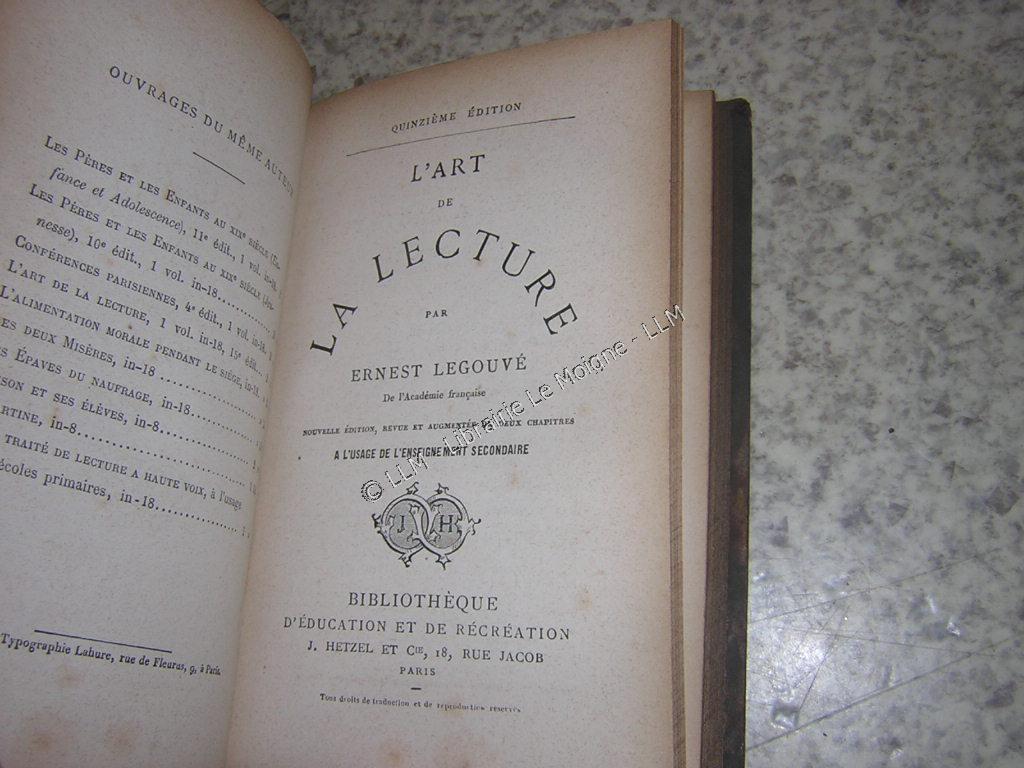 OUVRAGES DU MÊME AUTEUR
LES PÈRES ET LES ENFANTS AU XIXe SIÈCLE (En-
fance et Adolescence), 11e édit., 1 vol. in-18.
LES PÈRES ET LES ENFANTS AU XIXe SIÈCLE (Jeu-
nesse), 10e édit., 1 vol. in-18........
CONFÉRENCES PARISIENNES, 4e édit., 1 vol. in-18.
L'ART DE LA LECTURE, 1 vol. in-18, 15e édit..
L'ALIMENTATION MORALE PENDANT LE SIÉGE, in-18.
ES DEUX MISÈRES, in-18
S ÉPAVES DU NAUFRAGE, in-18
SON ET SES ÉLÈVES, in-8
RTINE, in-8
TRAITÉ DE LECTURE A HAUTE VOIX, à l'usage
écoles primaires, in-18
Typographie Lahure, rue de Fleurus, 9, à Paris.
QUINZIÈME ÉDITION
L'ART
DE
LA LECTURE
PAR
ERNEST LEGOUVÉ
De l'Académie française
NOUVELLE ÉDITION, REVUE ET AUGMENTÉE DE DEUX CHAPITRES
A L'USAGE DE L'ENSEIGNEMENT SECONDAIRE
J H
BIBLIOTHÈQUE
D'ÉDUCATION ET DE RÉCRÉATION
J. HETZEL ET CIE, 18, RUE JACOB
PARIS
Tous droits de traduction et de reproduction réservés
© LLM - Librairie Le Moigne - LLM